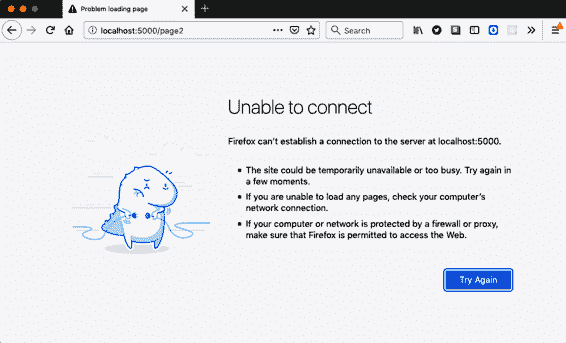 Problem loading page
localhost:5000/page2
Search
Unable to connect
Firefox can't establish a connection to the server at localhost:5000.
The site could be temporarily unavailable or too busy. Try again in
a few moments.
If you are unable to load any pages, check your computer's
network connection.
If your computer or network is protected by a firewall or proxy,
make sure that Firefox is permitted to access the Web.
Try Again